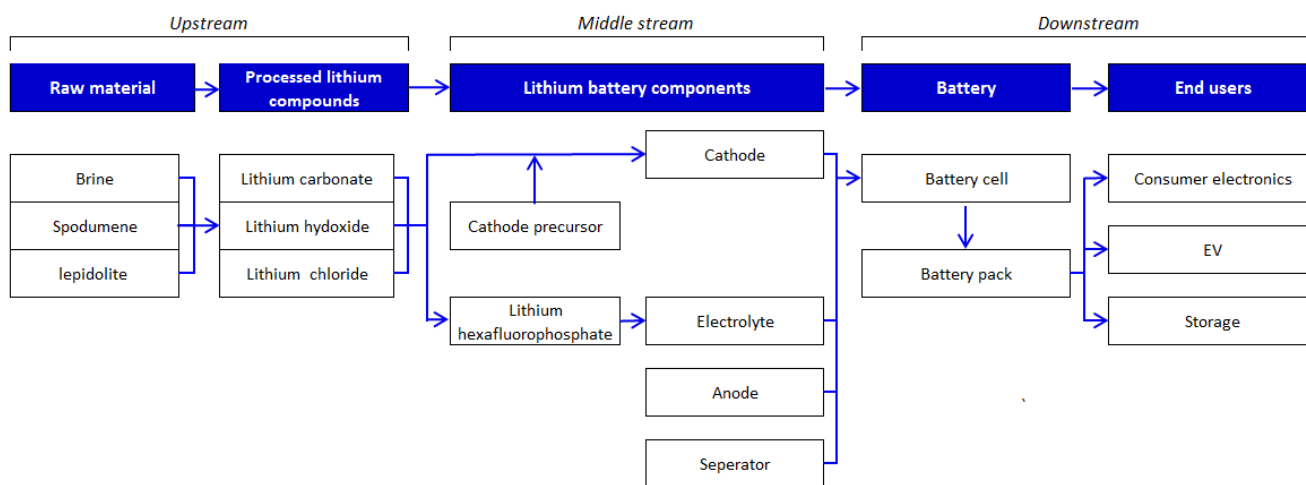 Upstream
Middle stream
Downstream
Raw material
Processed lithium
compounds
Lithium battery components
Battery
End users
Brine
Spodumene
lepidolite
Lithium carbonate
Lithium hydoxide
Lithium chloride
Cathode precursor
Lithium
hexafluorophosphate
Cathode
Electrolyte
Anode
Seperator
Battery cell
Battery pack
Consumer electronics
EV
Storage